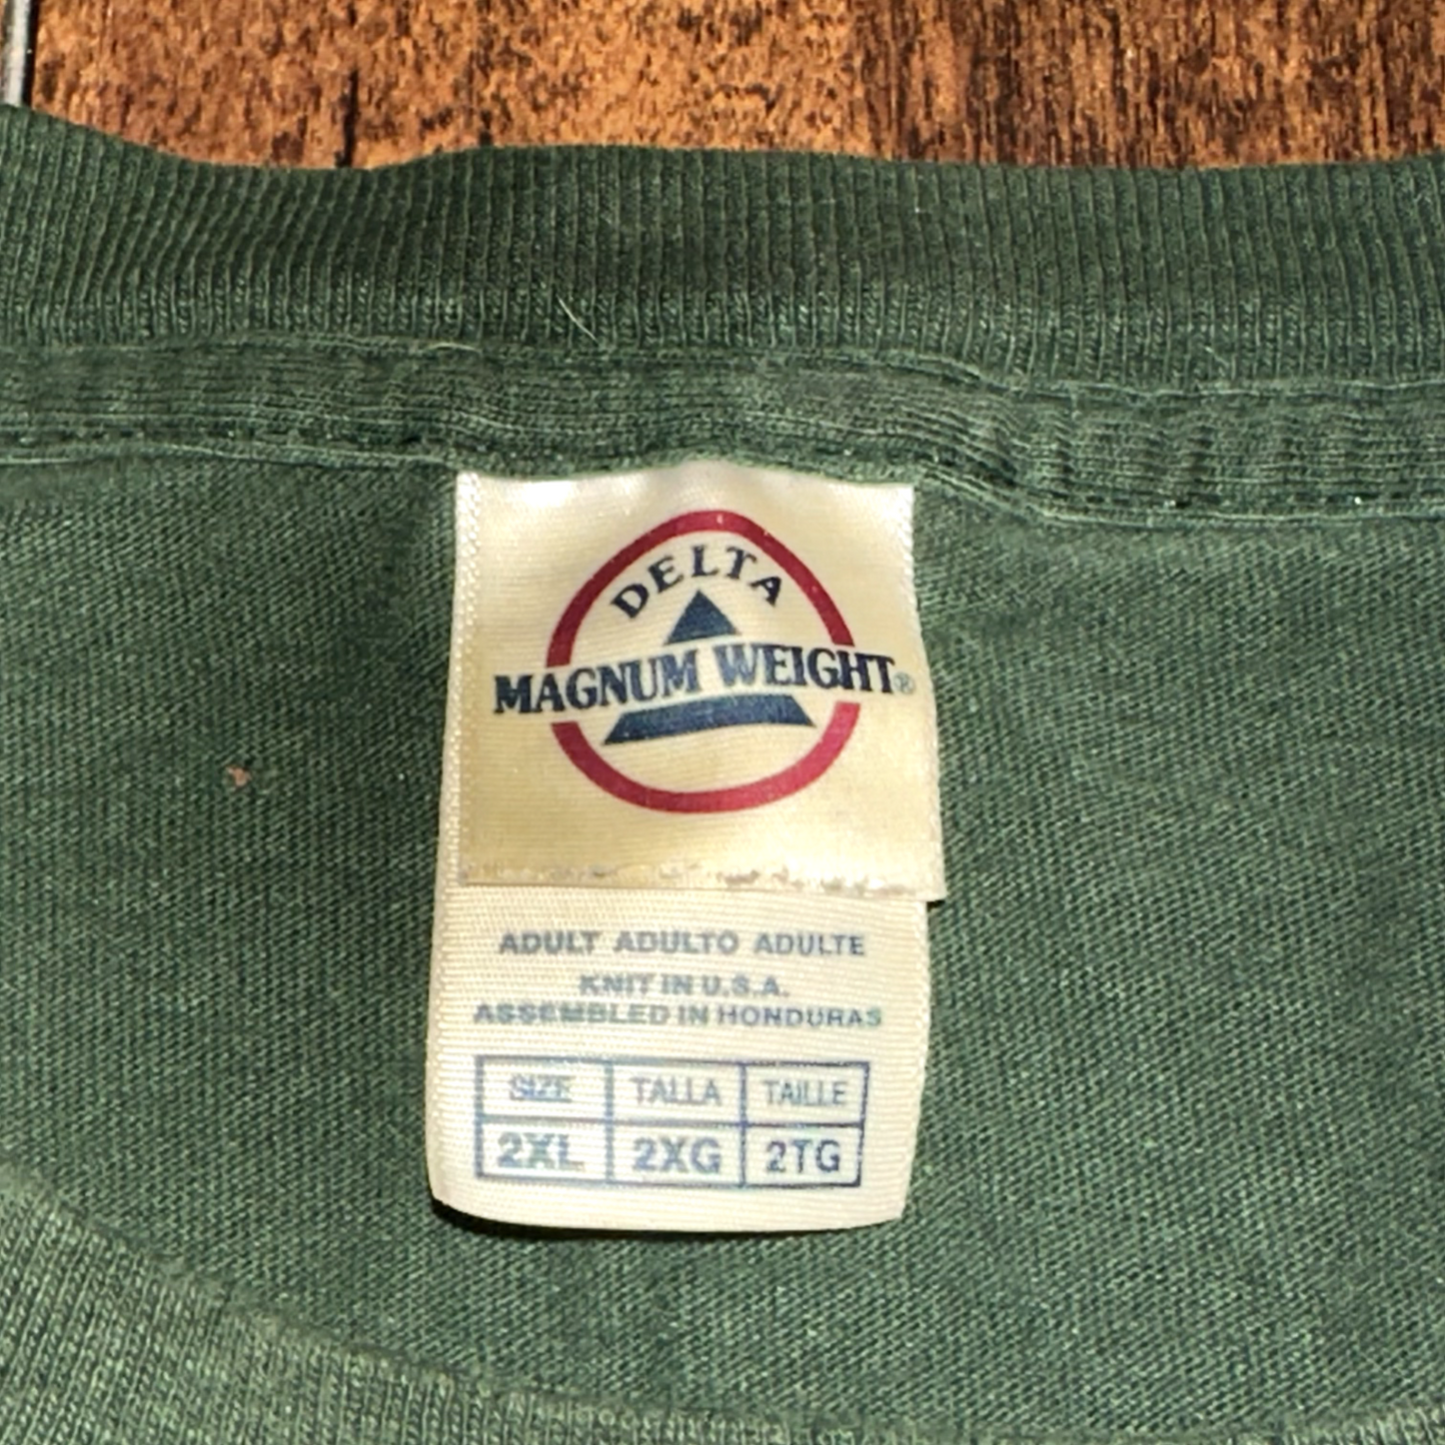 DELTA
MAGNUM WEIGHT®
ADULT ADULTO ADULTE
KNIT IN U.S.A.
ASSEMBLED IN HONDURAS
SIZE TALLA TAILLE
2XL 2XG 2TG